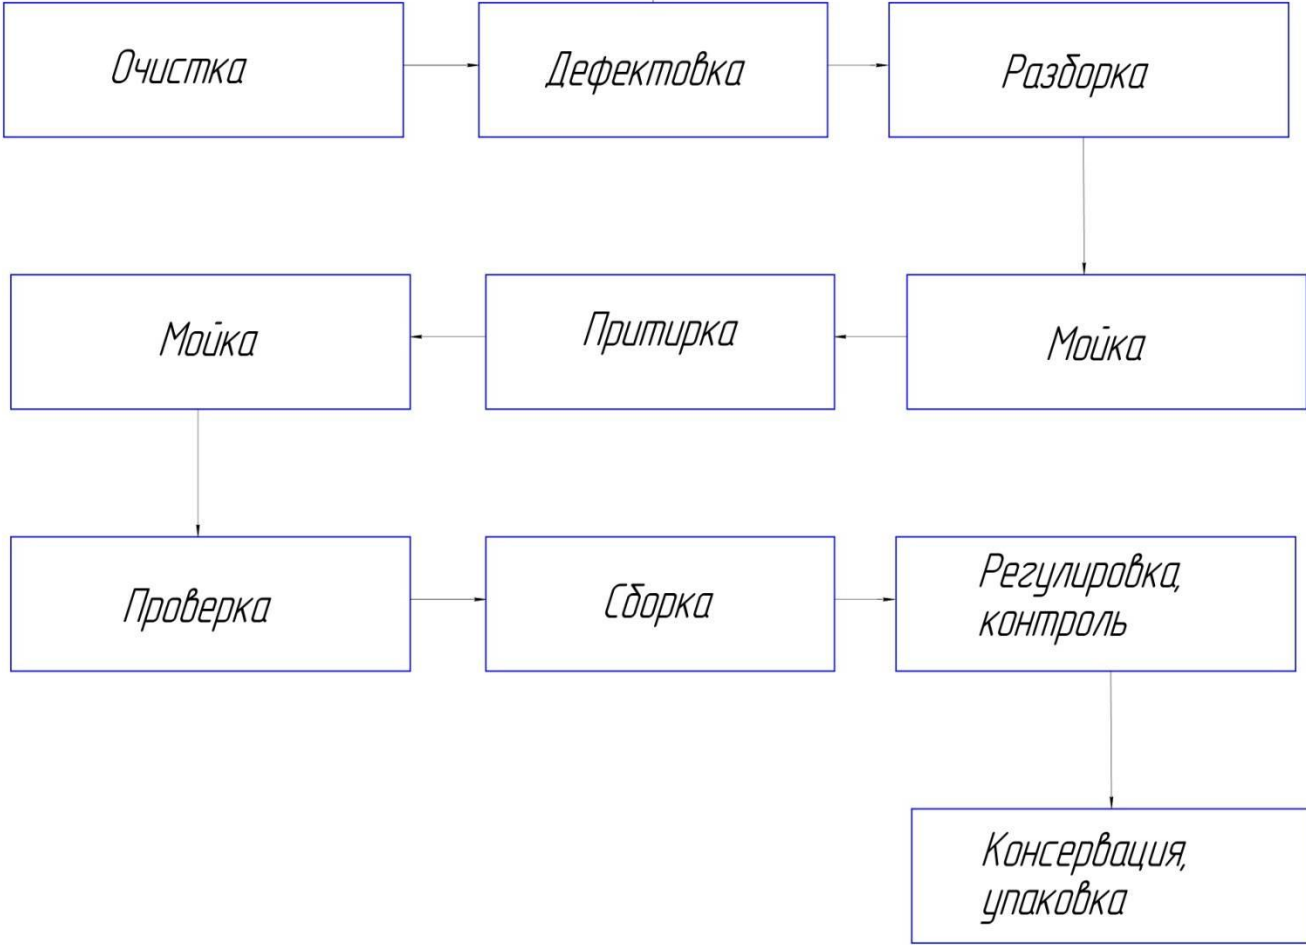 Очистка
Дефектовка
Разборка
Мойка
Притирка
Мойка
Проверка
Сборка
Регулировка,
контроль
Консервация,
упаковка